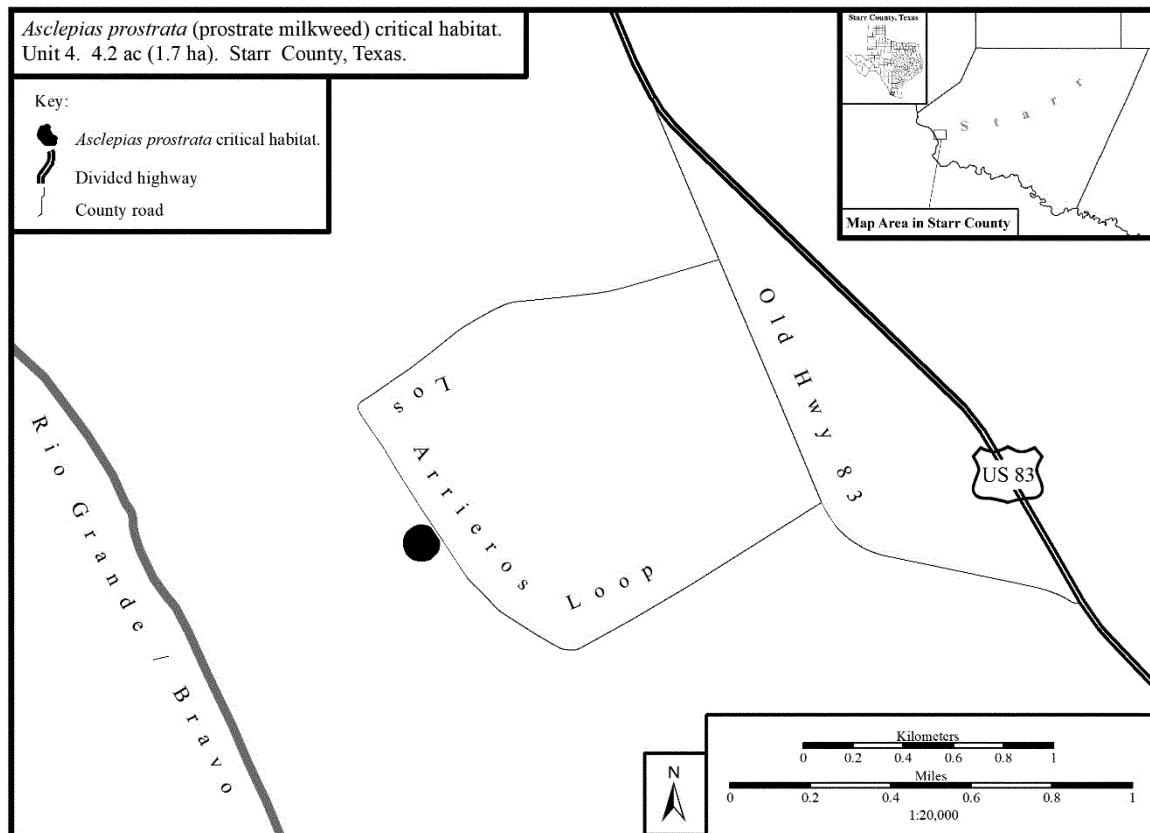 Asclepias prostrata (prostrate milkweed) critical habitat.
Unit 4. 4.2 ac (1.7 ha). Starr County, Texas.
Key:
Asclepias prostrata critical habitat.
Divided highway
County road
Starr County, Texas
Starr
Map Area in Starr County
Old Hwy 83
US 83
Los Arrieros Loop
Rio Grande / Bravo
N
Kilometers
0 0.2 0.4 0.6 0.8 1
Miles
0 0.2 0.4 0.6 0.8 1
1:20,000